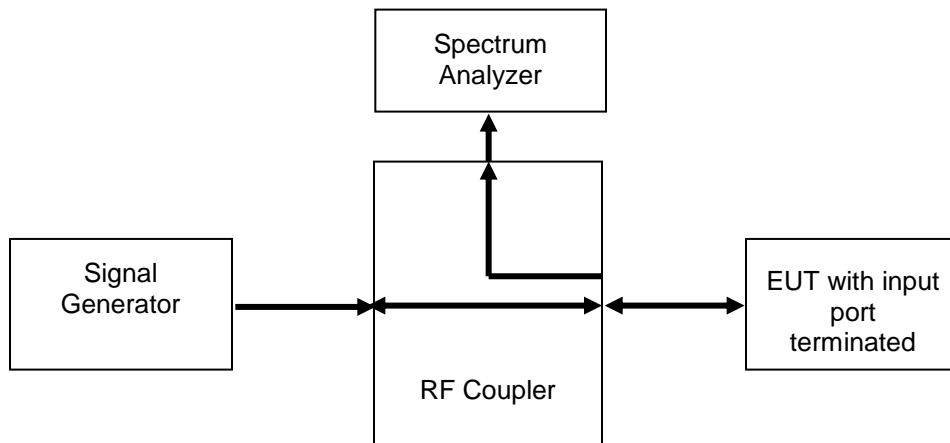 Spectrum
Analyzer
Signal
Generator
EUT with input
port
terminated
RF Coupler